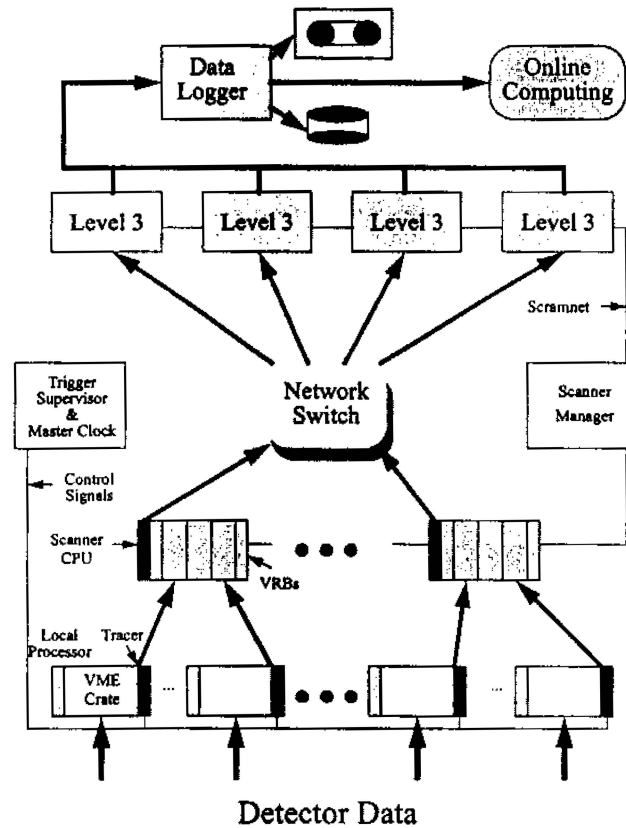 Data
Logger
Online
Computing
Level 3
Level 3
Level 3
Level 3
Scramnet
Trigger
Supervisor
&
Master Clock
Network
Switch
Scanner
Manager
Control
Signals
Scanner
CPU
VRBs
Local
Processor
Tracer
VME
Crate
...
...
Detector Data